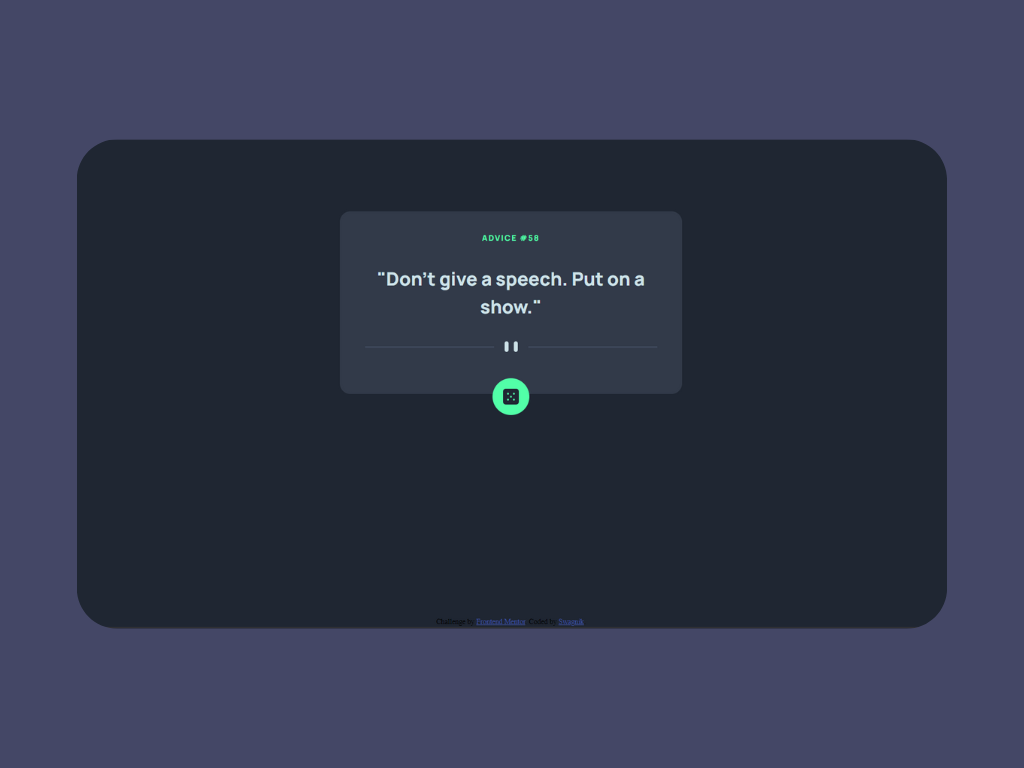 ADVICE #58
"Don't give a speech. Put on a
show."
Challenge by Frontend Mentor. Coded by Swapnik.